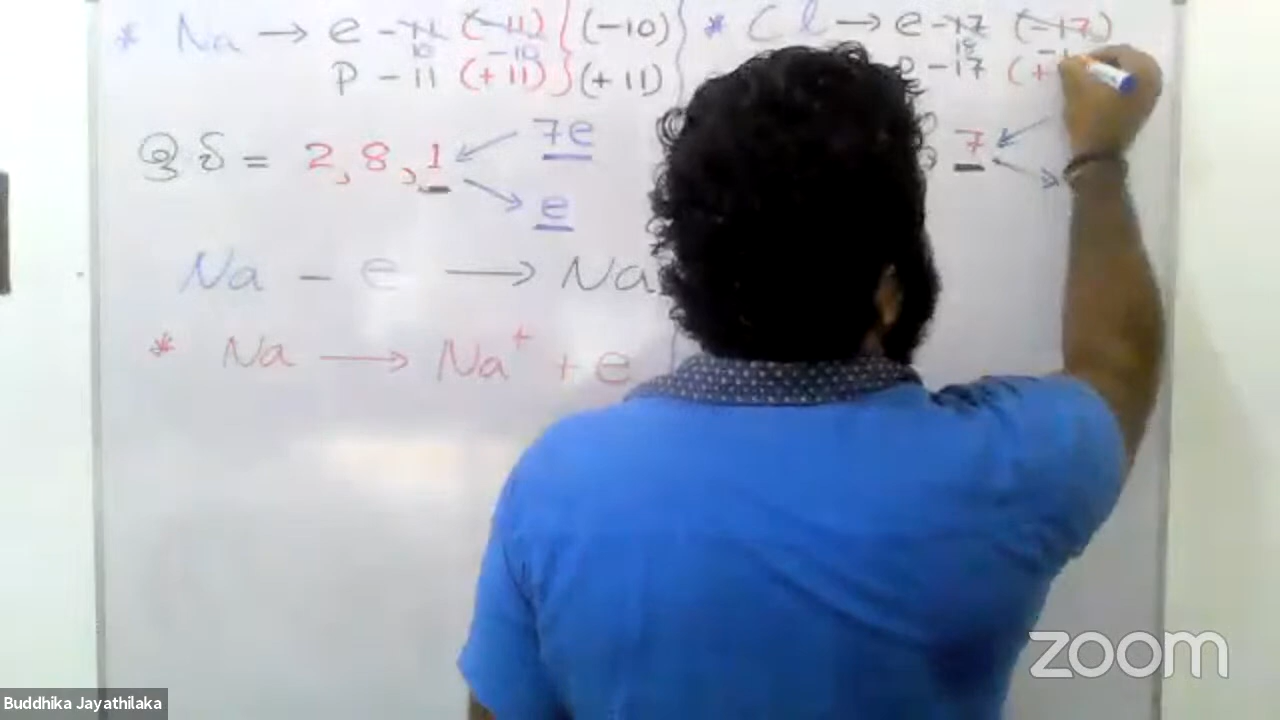 * Na → e - 11 (-11) (-10) * Cl → e - 17 (-17)
10 -10 18
P - 11 (+11) (+11) P - 17 (+
7e
= 2, 8, 1 7
e
Na - e → Na
* Na → Na⁺ + e
zoom
Buddhika Jayathilaka